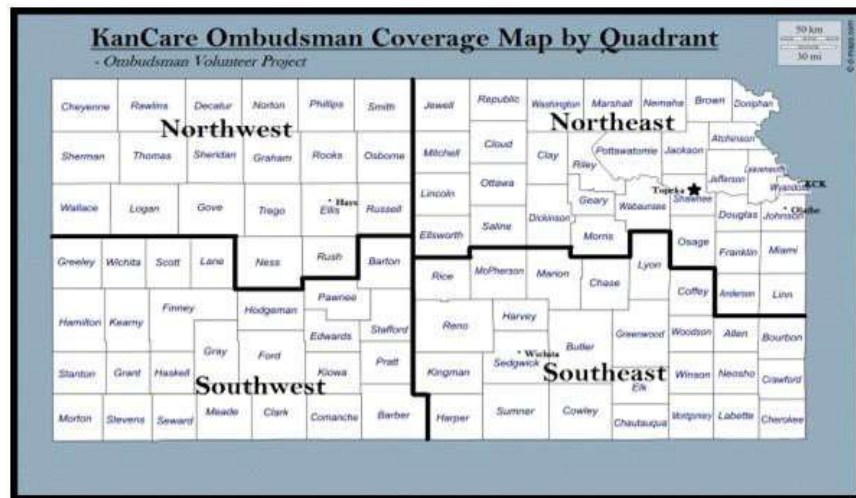 KanCare Ombudsman Coverage Map by Quadrant
- Ombudsman Volunteer Project
50 km
30 mi
© d-maps.com
Cheyenne Rawlins Decatur Norton Phillips Smith Jewell Republic Washington Marshall Nemaha Brown Doniphan
Northwest
Northeast
Atchinson
Sherman Thomas Sheridan Graham Rooks Osborne Mitchell Cloud Clay Riley Pottawatomie Jackson Jefferson Leavenworth
Wyandotte KCK
Wallace Logan Gove Trego Hays Ellis Russell Lincoln Ottawa Geary Wabaunsee Topeka Shawnee Douglas Johnson Olathe
Ellsworth Saline Dickinson Morris Osage Franklin Miami
Greeley Wichita Scott Lane Ness Rush Barton Rice McPherson Marion Chase Lyon Coffey Anderson Linn
Hamilton Kearny Finney Hodgeman Pawnee Stafford Reno Harvey Butler Greenwood Woodson Allen Bourbon
Gray Ford Edwards
Stanton Grant Haskell Kiowa Pratt Kingman Sedgwick Wichita Elk Winson Neosho Crawford
Southwest
Southeast
Morton Stevens Seward Meade Clark Comanche Barber Harper Sumner Cowley Chautauqua Labette Cherokee